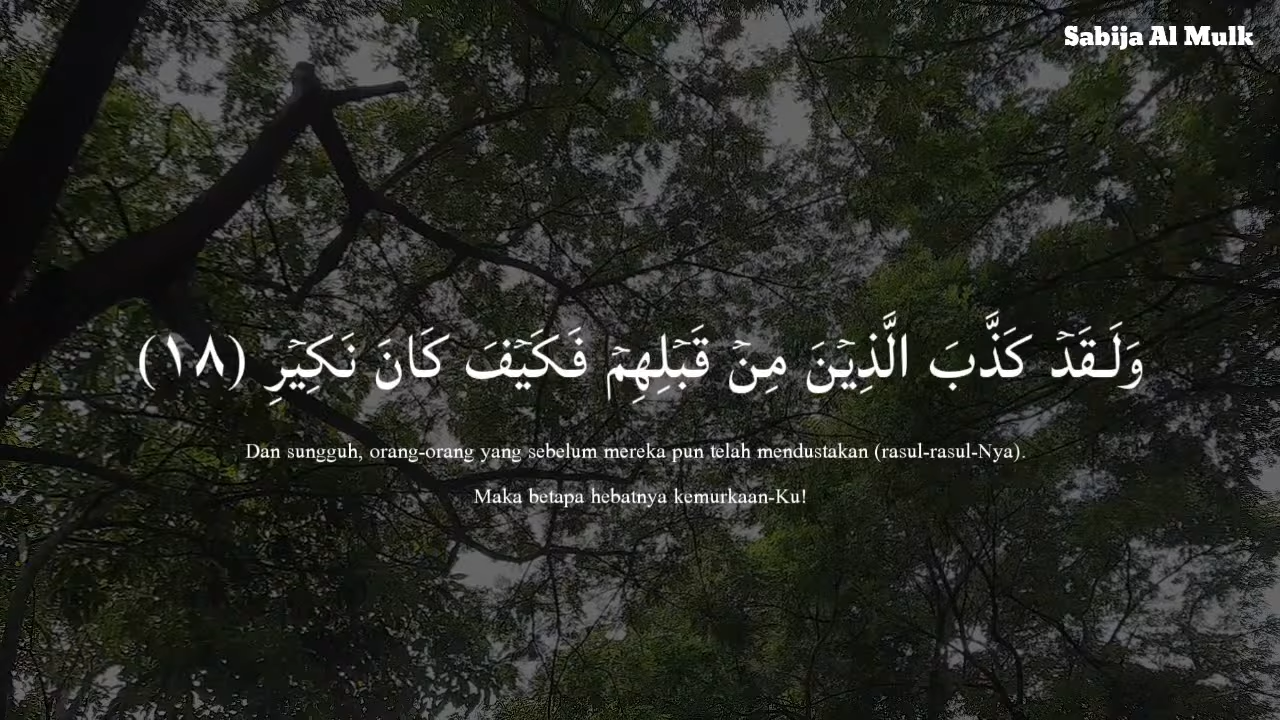 Sabija Al Mulk
وَلَـقَدۡ كَذَّبَ الَّذِيۡنَ مِنۡ قَبۡلِهِمۡ فَكَيۡفَ كَانَ نَكِيۡرِ (١٨)
Dan sungguh, orang-orang yang sebelum mereka pun telah mendustakan (rasul-rasul-Nya).
Maka betapa hebatnya kemurkaan-Ku!